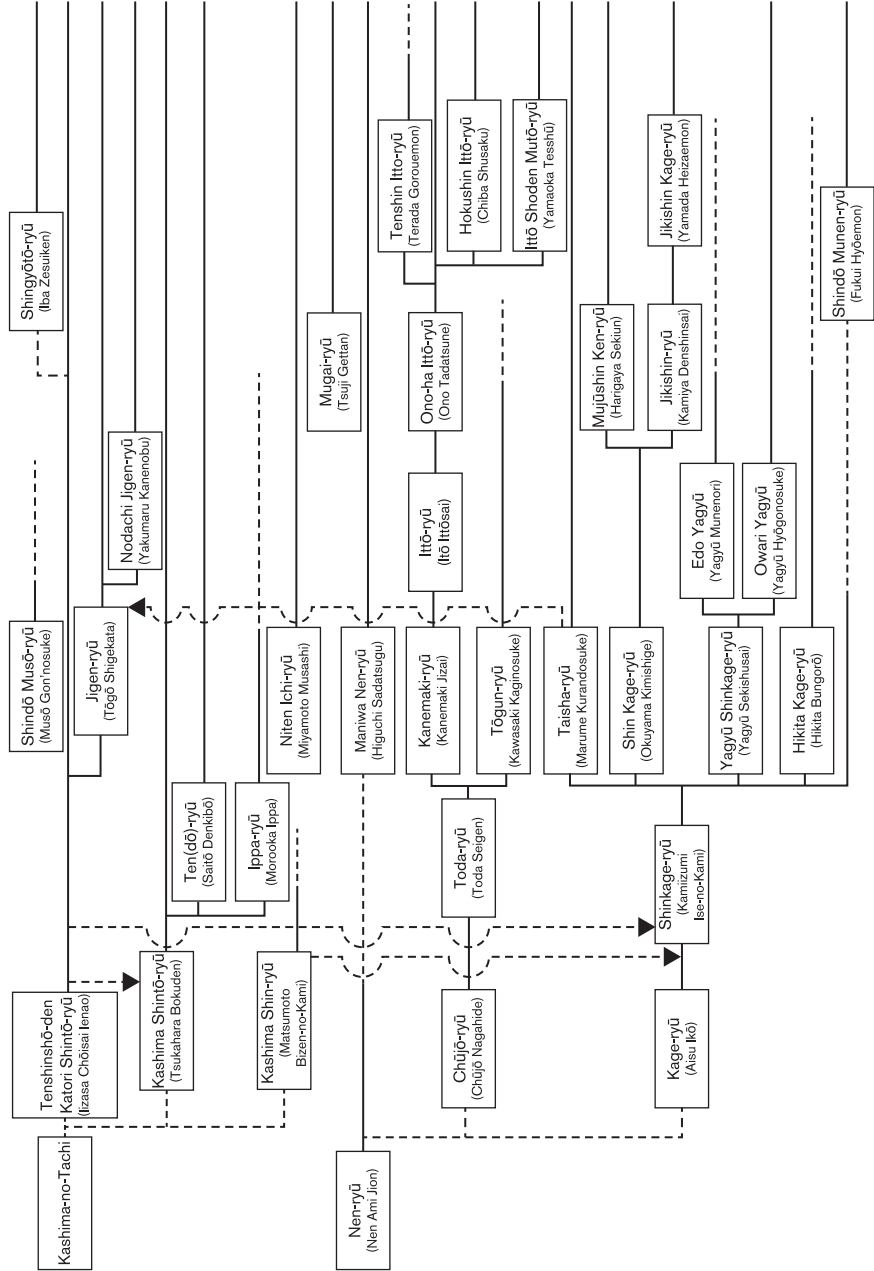 Kashima-no-Tachi
Tenshinshō-den
Katori Shintō-ryū
(Iizasa Chōisai Ienao)
Shindō Musō-ryū
(Musō Gon'nosuke)
Shingyōtō-ryū
(Iba Zesuiken)
Jigen-ryū
(Tōgō Shigekata)
Nodachi Jigen-ryū
(Yakumaru Kanenobu)
Kashima Shintō-ryū
(Tsukahara Bokuden)
Ten(dō)-ryū
(Saitō Denkibō)
Ippa-ryū
(Morooka Ippa)
Kashima Shin-ryū
(Matsumoto
Bizen-no-Kami)
Niten Ichi-ryū
(Miyamoto Musashi)
Mugai-ryū
(Tsuji Gettan)
Nen-ryū
(Nen Ami Jion)
Maniwa Nen-ryū
(Higuchi Sadatsugu)
Chūjō-ryū
(Chūjō Nagahide)
Toda-ryū
(Toda Seigen)
Kanemaki-ryū
(Kanemaki Jizai)
Ittō-ryū
(Itō Ittōsai)
Ono-ha Ittō-ryū
(Ono Tadatsune)
Tenshin Itto-ryū
(Terada Gorouemon)
Hokushin Ittō-ryū
(Chiba Shusaku)
Ittō Shoden Mutō-ryū
(Yamaoka Tesshū)
Tōgun-ryū
(Kawasaki Kaginosuke)
Kage-ryū
(Aisu Ikō)
Shinkage-ryū
(Kamiizumi
Ise-no-Kami)
Taisha-ryū
(Marume Kurandosuke)
Shin Kage-ryū
(Okuyama Kimishige)
Mujūshin Ken-ryū
(Harigaya Sekiun)
Jikishin-ryū
(Kamiya Denshinsai)
Jikishin Kage-ryū
(Yamada Heizaemon)
Yagyū Shinkage-ryū
(Yagyū Sekishusai)
Edo Yagyū
(Yagyū Munenori)
Owari Yagyū
(Yagyū Hyōgonosuke)
Hikita Kage-ryū
(Hikita Bungorō)
Shindō Munen-ryū
(Fukui Hyōemon)